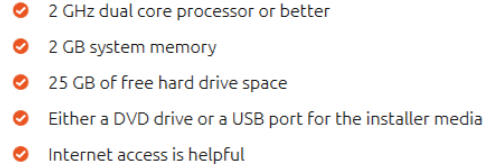 2 GHz dual core processor or better
2 GB system memory
25 GB of free hard drive space
Either a DVD drive or a USB port for the installer media
Internet access is helpful